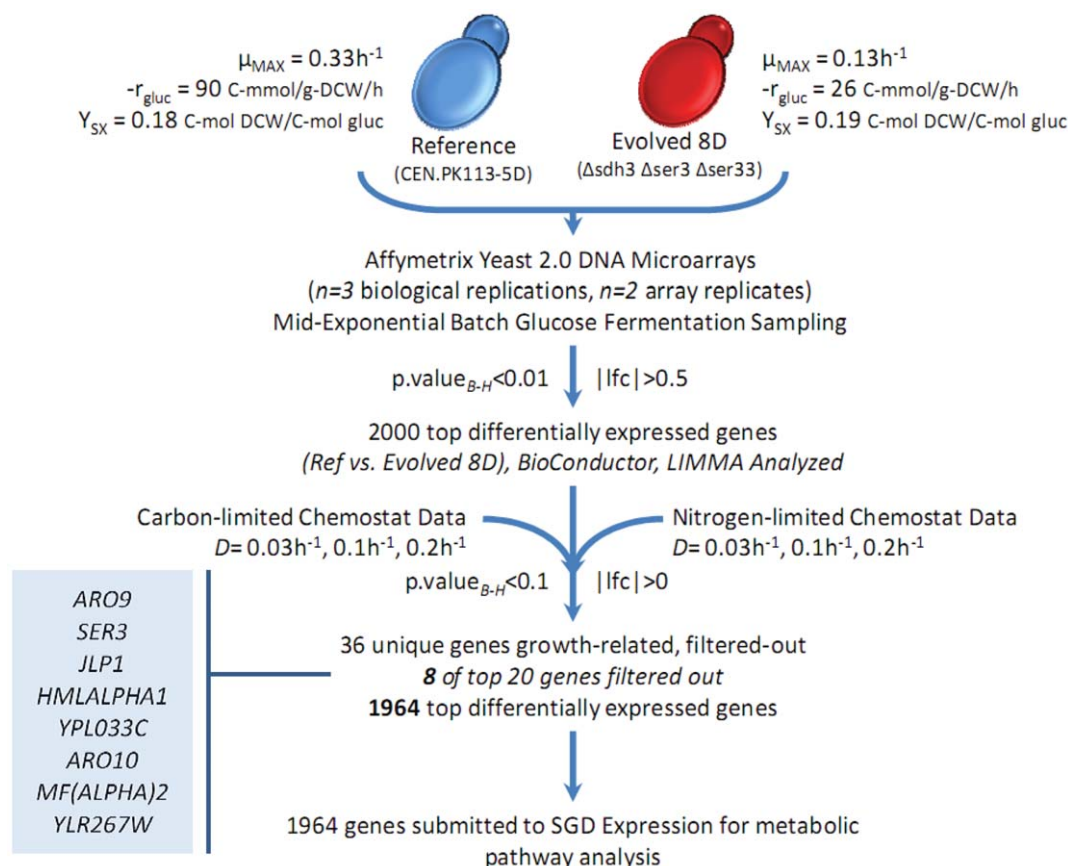 μMAX = 0.33h-1
-rgluc = 90 C-mmol/g-DCW/h
YSX = 0.18 C-mol DCW/C-mol gluc
Reference
(CEN.PK113-5D)
μMAX = 0.13h-1
-rgluc = 26 C-mmol/g-DCW/h
YSX = 0.19 C-mol DCW/C-mol gluc
Evolved 8D
(Δsdh3 Δser3 Δser33)
Affymetrix Yeast 2.0 DNA Microarrays
(n=3 biological replications, n=2 array replicates)
Mid-Exponential Batch Glucose Fermentation Sampling
p.valueB-H<0.01 |lfc|>0.5
2000 top differentially expressed genes
(Ref vs. Evolved 8D), BioConductor, LIMMA Analyzed
Carbon-limited Chemostat Data
D= 0.03h-1, 0.1h-1, 0.2h-1
Nitrogen-limited Chemostat Data
D= 0.03h-1, 0.1h-1, 0.2h-1
p.valueB-H<0.1 |lfc|>0
36 unique genes growth-related, filtered-out
8 of top 20 genes filtered out
1964 top differentially expressed genes
ARO9
SER3
JLP1
HMLALPHA1
YPL033C
ARO10
MF(ALPHA)2
YLR267W
1964 genes submitted to SGD Expression for metabolic
pathway analysis